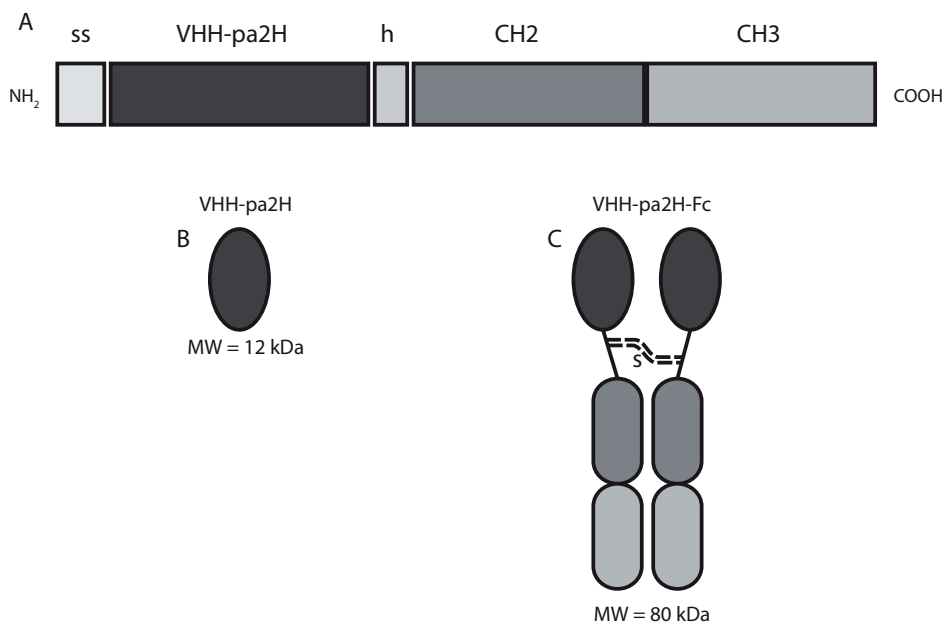 A
ss VHH-pa2H h CH2 CH3
NH2 COOH
VHH-pa2H
B
MW = 12 kDa
VHH-pa2H-Fc
C
S
MW = 80 kDa